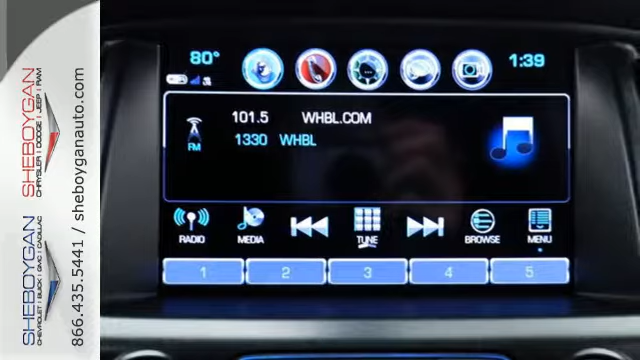 80°
1:39
101.5 WHBL.COM
FM
1330 WHBL
RADIO
MEDIA
TUNE
BROWSE
MENU
1
2
3
4
5
SHEBOYGAN
CHRYSLER | DODGE | JEEP | RAM
SHEBOYGAN
CHEVROLET | BUICK | GMC | CADILLAC
866.435.5441 / sheboyganauto.com